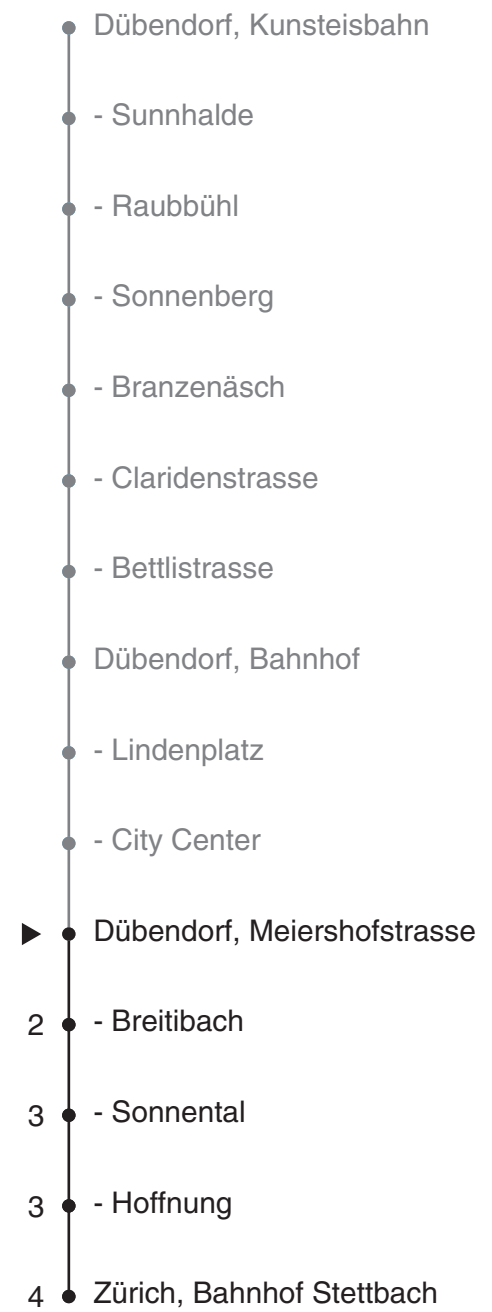 Dübendorf, Kunsteisbahn
- Sunnhalde
- Raubbühl
- Sonnenberg
- Branzenäsch
- Claridenstrasse
- Bettlistrasse
Dübendorf, Bahnhof
- Lindenplatz
- City Center
Dübendorf, Meiershofstrasse
2 - Breitibach
3 - Sonnental
3 - Hoffnung
4 Zürich, Bahnhof Stettbach